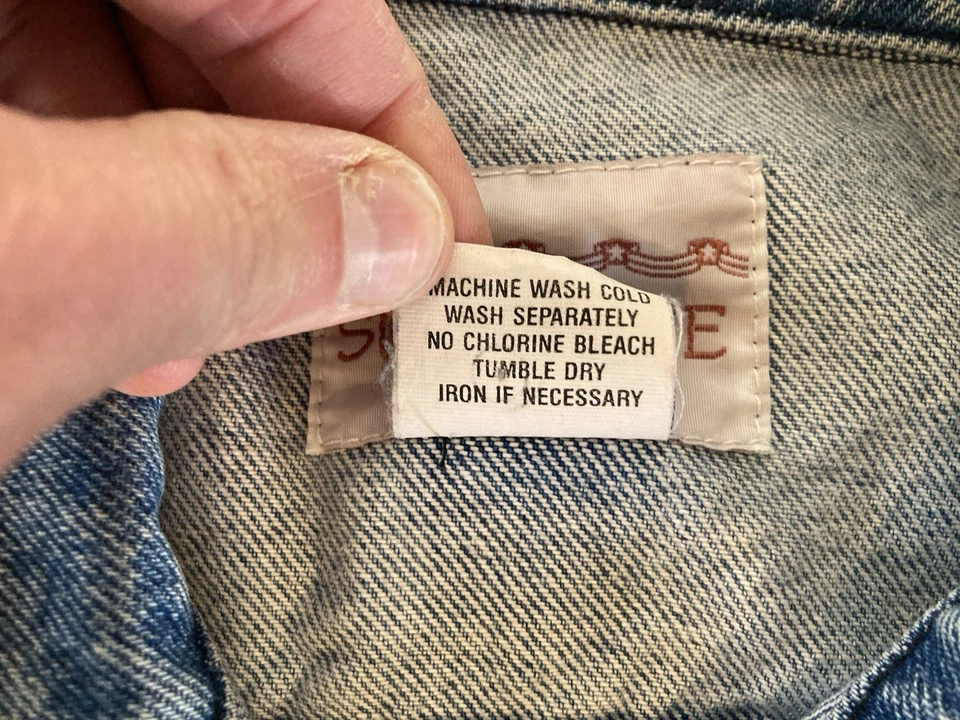 MACHINE WASH COLD
WASH SEPARATELY
NO CHLORINE BLEACH
TUMBLE DRY
IRON IF NECESSARY